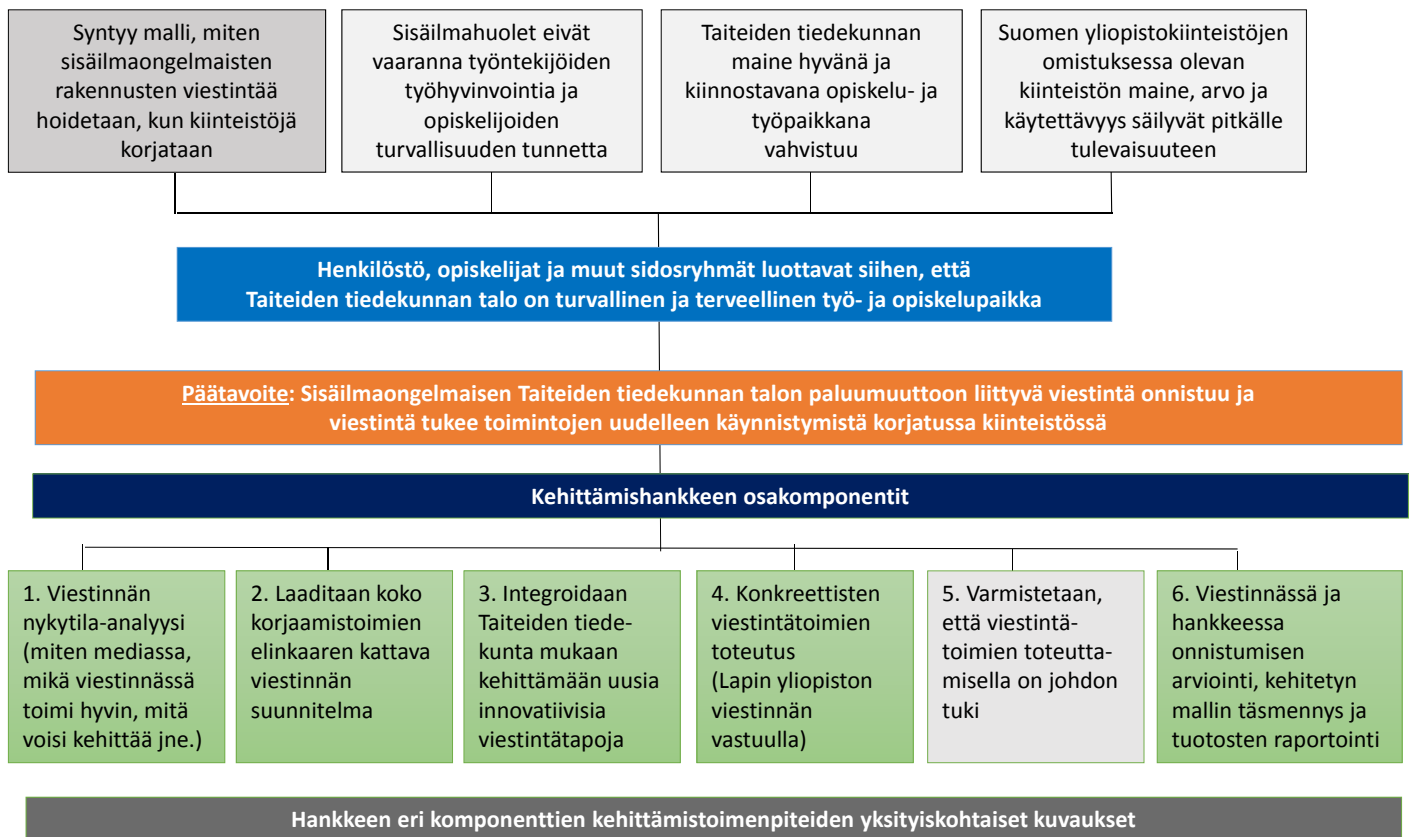 Syntyy malli, miten
sisäilmaongelmaisten
rakennusten viestintää
hoidetaan, kun kiinteistöjä
korjataan
Sisäilmahuolet eivät
vaaranna työntekijöiden
työhyvinvointia ja
opiskelijoiden
turvallisuuden tunnetta
Taiteiden tiedekunnan
maine hyvänä ja
kiinnostavana opiskelu- ja
työpaikkana
vahvistuu
Suomen yliopistokiinteistöjen
omistuksessa olevan
kiinteistön maine, arvo ja
käytettävyys säilyvät pitkälle
tulevaisuuteen
Henkilöstö, opiskelijat ja muut sidosryhmät luottavat siihen, että
Taiteiden tiedekunnan talo on turvallinen ja terveellinen työ- ja opiskelupaikka
Päätavoite: Sisäilmaongelmaisen Taiteiden tiedekunnan talon paluumuuttoon liittyvä viestintä onnistuu ja
viestintä tukee toimintojen uudelleen käynnistymistä korjatussa kiinteistössä
Kehittämishankkeen osakomponentit
1. Viestinnän
nykytila-analyysi
(miten mediassa,
mikä viestinnässä
toimi hyvin, mitä
voisi kehittää jne.)
2. Laaditaan koko
korjaamistoimien
elinkaaren kattava
viestinnän
suunnitelma
3. Integroidaan
Taiteiden tiede-
kunta mukaan
kehittämään uusia
innovatiivisia
viestintätapoja
4. Konkreettisten
viestintätoimien
toteutus
(Lapin yliopiston
viestinnän
vastuulla)
5. Varmistetaan,
että viestintä-
toimien toteutta-
misella on johdon
tuki
6. Viestinnässä ja
hankkeessa
onnistumisen
arviointi, kehitetyn
mallin täsmennys ja
tuotosten raportointi
Hankkeen eri komponenttien kehittämistoimenpiteiden yksityiskohtaiset kuvaukset